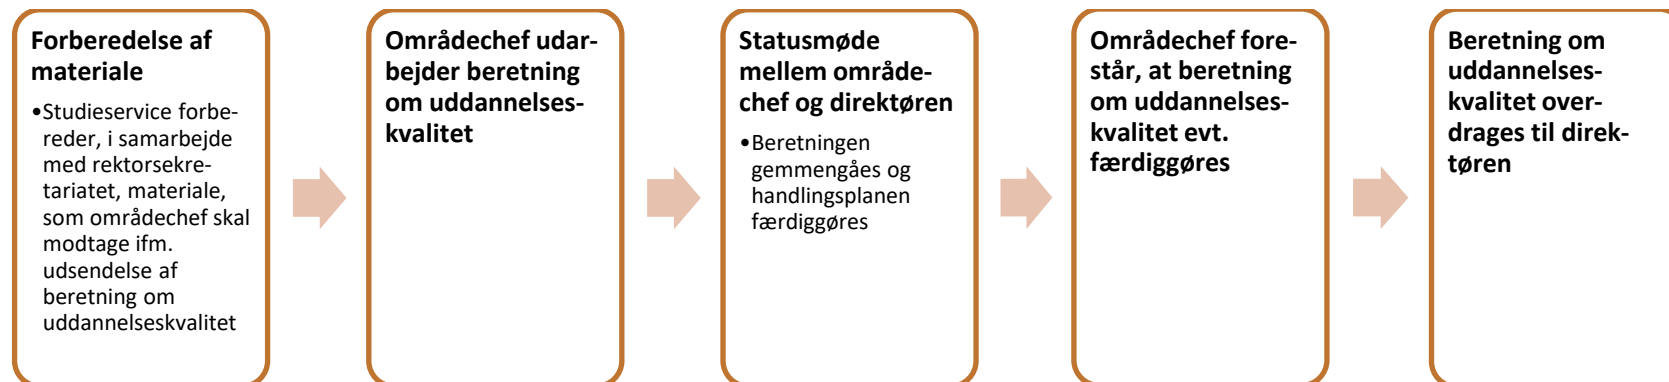 Forberedelse af
materiale
•Studieservice forbe-
reder, i samarbejde
med rektorsekre-
tariatet, materiale,
som områdechef skal
modtage ifm.
udsendelse af
beretning om
uddannelseskvalitet
Områdechef udar-
bejder beretning
om uddannelses-
kvalitet
Statusmøde
mellem område-
chef og direktøren
•Beretningen
gemmengåes og
handlingsplanen
færdiggøres
Områdechef fore-
står, at beretning
om uddannelses-
kvalitet evt.
færdiggøres
Beretning om
uddannelses-
kvalitet over-
drages til direk-
tøren